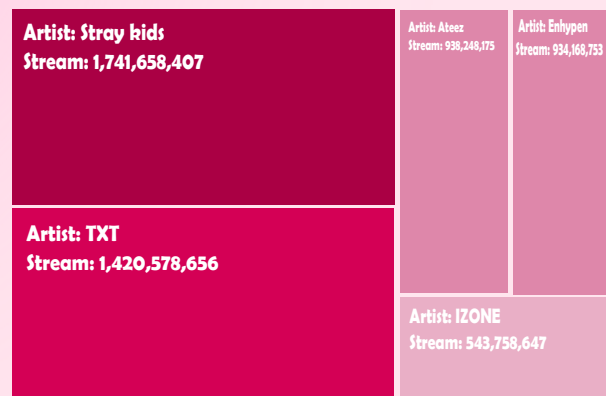 Artist: Stray kids
Stream: 1,741,658,407
Artist: TXT
Stream: 1,420,578,656
Artist: Ateez
Stream: 938,248,175
Artist: Enhypen
Stream: 934,168,753
Artist: IZONE
Stream: 543,758,647